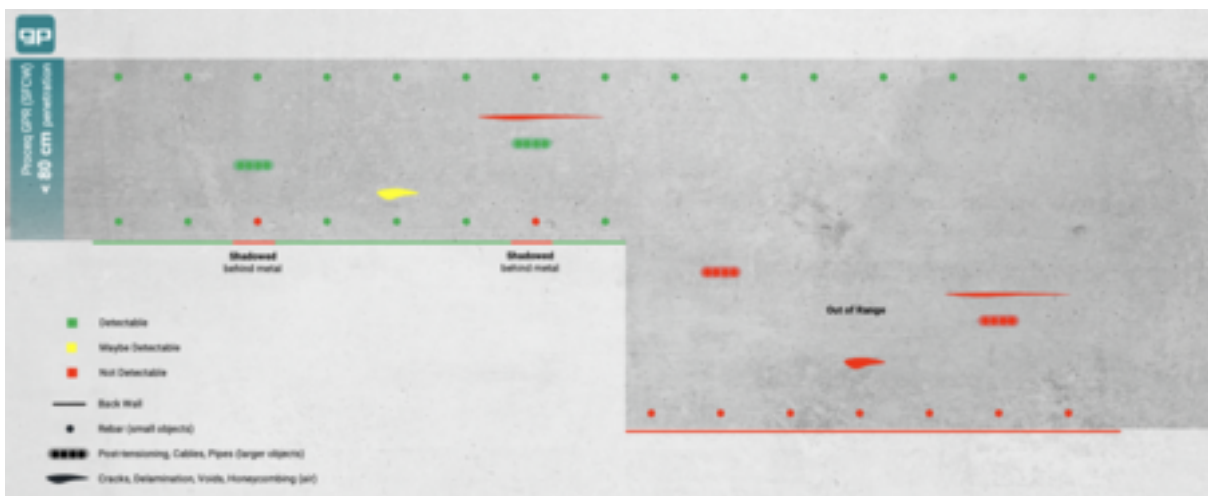 gp
Proceq GPR (SFCW)
< 80 cm penetration
Shadowed
behind metal
Shadowed
behind metal
Out of Range
Detectable
Maybe Detectable
Not Detectable
Back Wall
Rebar (small objects)
Post-tensioning, Cables, Pipes (larger objects)
Cracks, Delamination, Voids, Honeycombing (air)